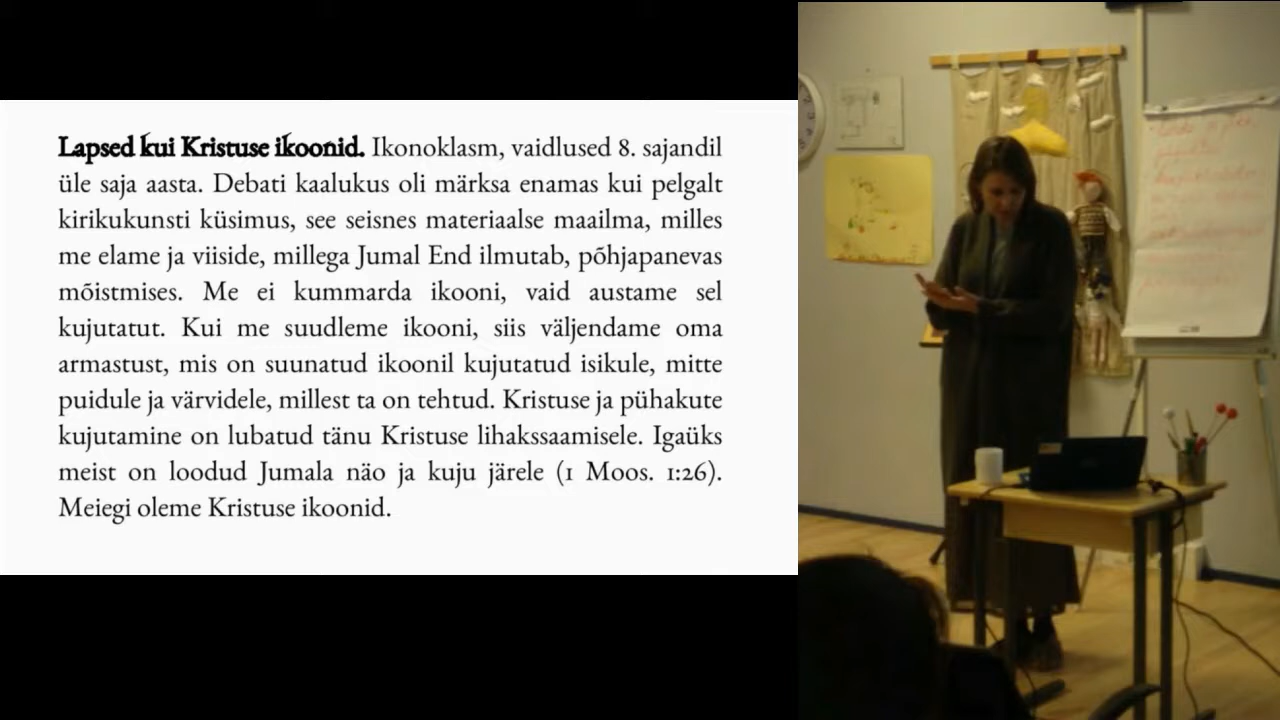 Lapsed kui Kristuse ikoonid. Ikonoklasm, vaidlused 8. sajandil
üle saja aasta. Debati kaalukus oli märksa enamas kui pelgalt
kirikukunsti küsimus, see seisnes materiaalse maailma, milles
me elame ja viiside, millega Jumal End ilmutab, põhjapanevas
mõistmises. Me ei kummarda ikooni, vaid austame sel
kujutatut. Kui me suudleme ikooni, siis väljendame oma
armastust, mis on suunatud ikoonil kujutatud isikule, mitte
puidule ja värvidele, millest ta on tehtud. Kristuse ja pühakute
kujutamine on lubatud tänu Kristuse lihakssaamisele. Igaüks
meist on loodud Jumala näo ja kuju järele (1 Moos. 1:26).
Meiegi oleme Kristuse ikoonid.